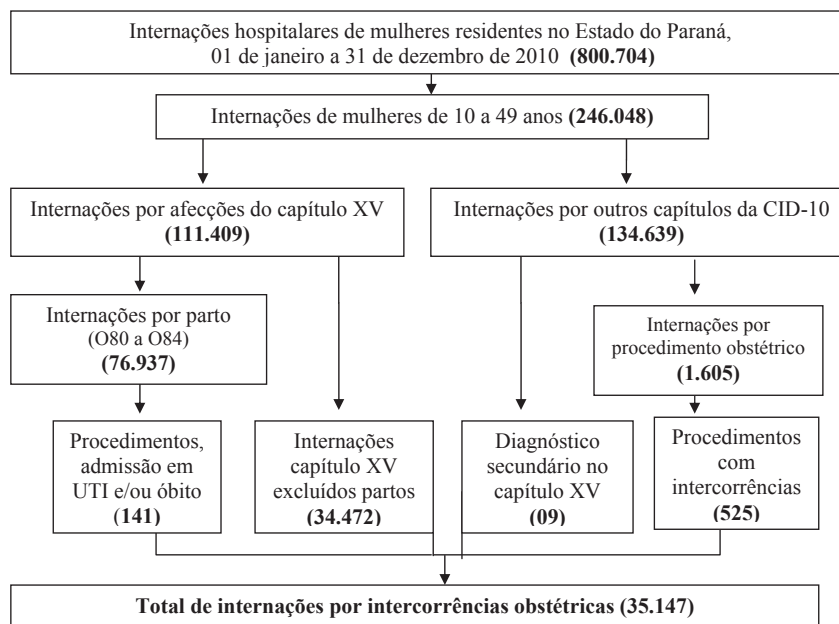 Internações hospitalares de mulheres residentes no Estado do Paraná,
01 de janeiro a 31 de dezembro de 2010 (800.704)
Internações de mulheres de 10 a 49 anos (246.048)
Internações por afecções do capítulo XV
(111.409)
Internações por outros capítulos da CID-10
(134.639)
Internações por parto
(O80 a O84)
(76.937)
Internações por
procedimento obstétrico
(1.605)
Procedimentos,
admissão em
UTI e/ou óbito
(141)
Internações
capítulo XV
excluídos partos
(34.472)
Diagnóstico
secundário no
capítulo XV
(09)
Procedimentos
com
intercorrências
(525)
Total de internações por intercorrências obstétricas (35.147)